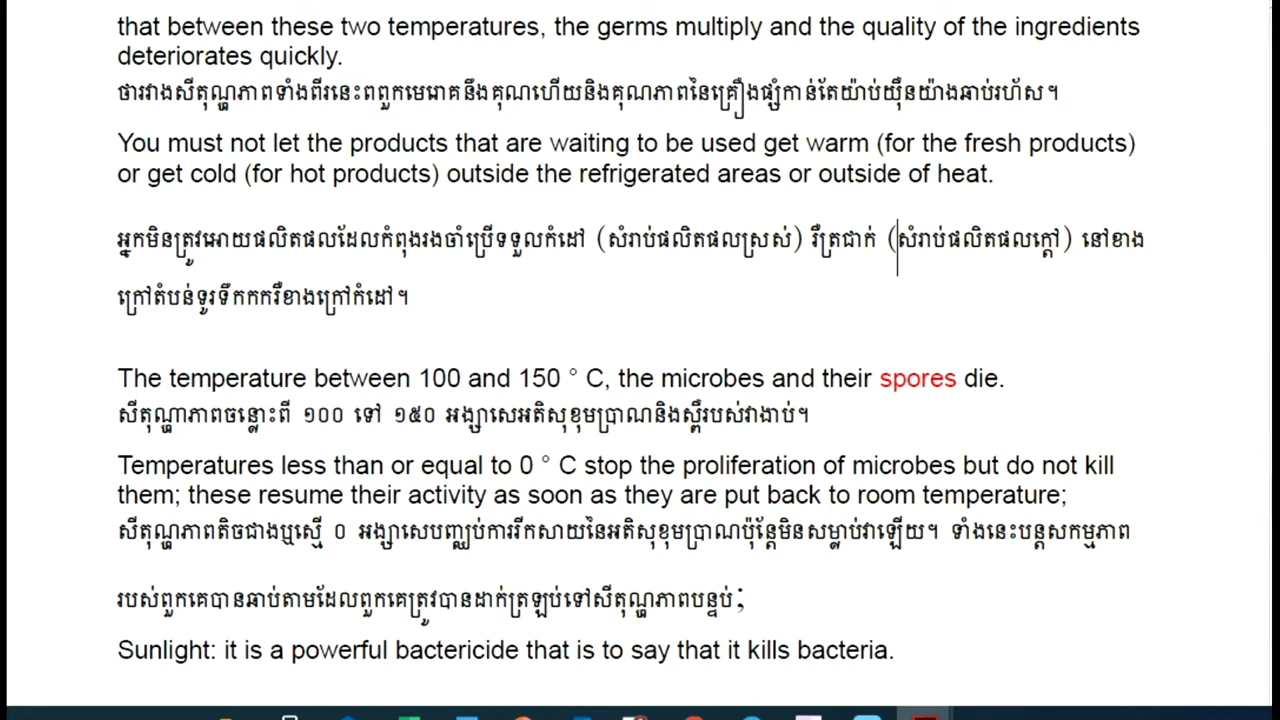 that between these two temperatures, the germs multiply and the quality of the ingredients
deteriorates quickly.
ថារវាងសីតុណ្ហភាពទាំងពីរនេះពពួកមេរោគនឹងគុណហើយនិងគុណភាពនៃគ្រឿងផ្សំកាន់តែយ៉ាប់យ៉ឺនយ៉ាងឆាប់រហ័ស។
You must not let the products that are waiting to be used get warm (for the fresh products)
or get cold (for hot products) outside the refrigerated areas or outside of heat.
អ្នកមិនត្រូវអោយផលិតផលដែលកំពុងរងចាំប្រើទទួលកំដៅ (សំរាប់ផលិតផលស្រស់) រឺត្រជាក់ (សំរាប់ផលិតផលក្តៅ) នៅខាង
ក្រៅតំបន់ទូរទឹកកករឺខាងក្រៅកំដៅ។
The temperature between 100 and 150 ° C, the microbes and their spores die.
សីតុណ្ហាភាពចន្លោះពី ១០០ ទៅ ១៥០ អង្សាសេអតិសុខុមប្រាណនិងស្ពឺរបស់វាងាប់។
Temperatures less than or equal to 0 ° C stop the proliferation of microbes but do not kill
them; these resume their activity as soon as they are put back to room temperature;
សីតុណ្ហភាពតិចជាងឬស្មើ ០ អង្សាសេបញ្ឈប់ការរីកសាយនៃអតិសុខុមប្រាណប៉ុន្តែមិនសម្លាប់វាឡើយ។ ទាំងនេះបន្តសកម្មភាព
របស់ពួកគេបានឆាប់តាមដែលពួកគេត្រូវបានដាក់ត្រឡប់ទៅសីតុណ្ហភាពបន្ទប់;
Sunlight: it is a powerful bactericide that is to say that it kills bacteria.